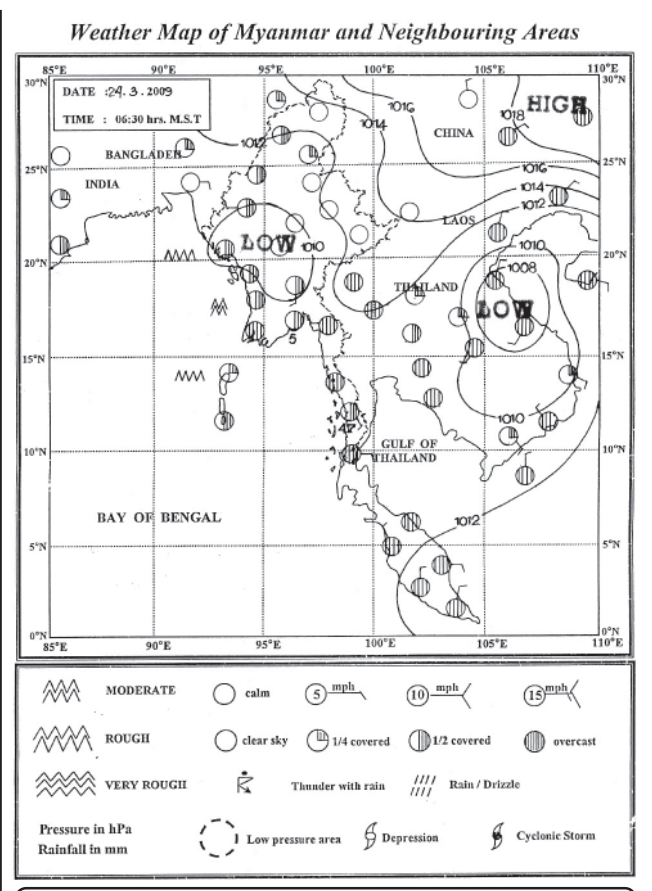 Weather Map of Myanmar and Neighbouring Areas
85°E 90°E 95°E 100°E 105°E 110°E
30°N 30°N
DATE :24.3.2009
TIME : 06:30 hrs. M.S.T
1016
1014
1018
HIGH
CHINA
1012
BANGLADEH
25°N 25°N
INDIA
1016
1014
1012
LAOS
LOW
1010
1010
20°N 20°N
1008
THAILAND
LOW
5
15°N 15°N
47
1010
GULF OF
THAILAND
10°N 10°N
BAY OF BENGAL
1012
5°N 5°N
0°N 0°N
85°E 90°E 95°E 100°E 105°E 110°E
MODERATE calm 5 mph 10 mph 15 mph
ROUGH clear sky 1/4 covered 1/2 covered overcast
VERY ROUGH Thunder with rain Rain / Drizzle
Pressure in hPa
Rainfall in mm
Low pressure area Depression Cyclonic Storm